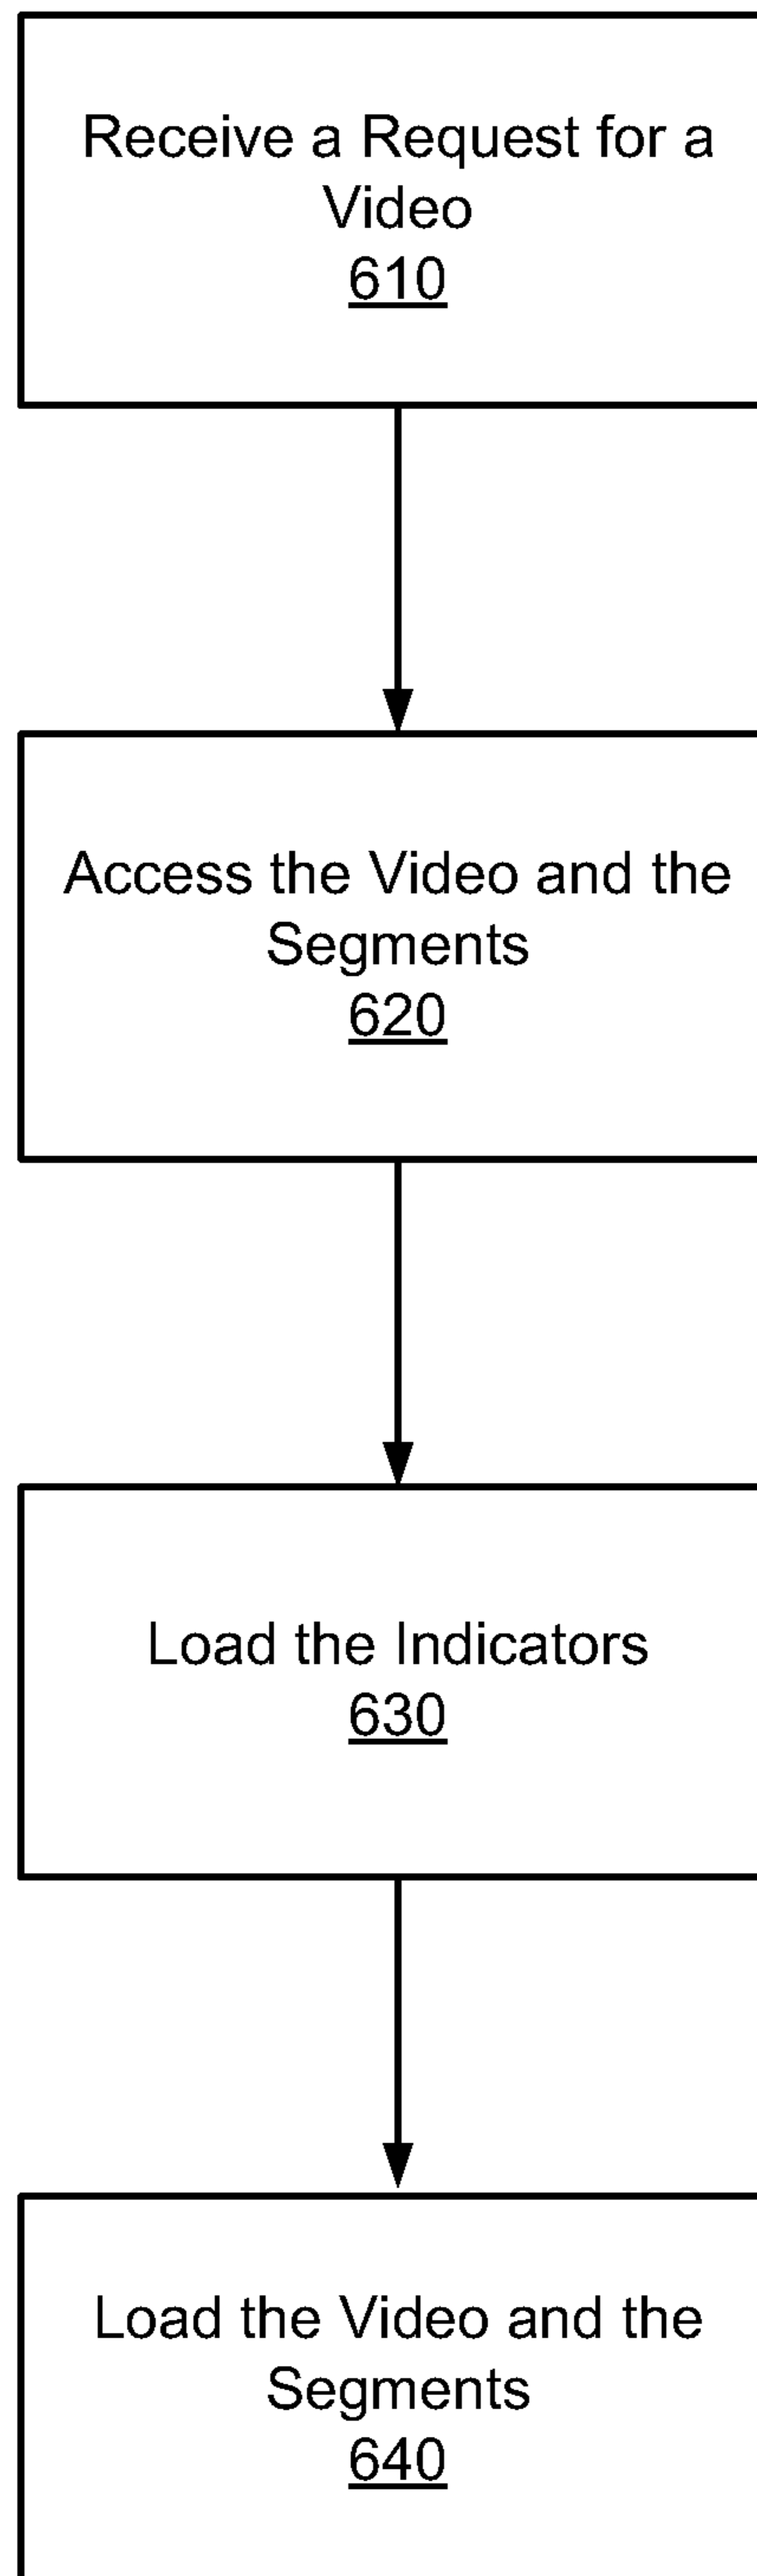 Receive a Request for a
Video
610
Access the Video and the
Segments
620
Load the Indicators
630
Load the Video and the
Segments
640